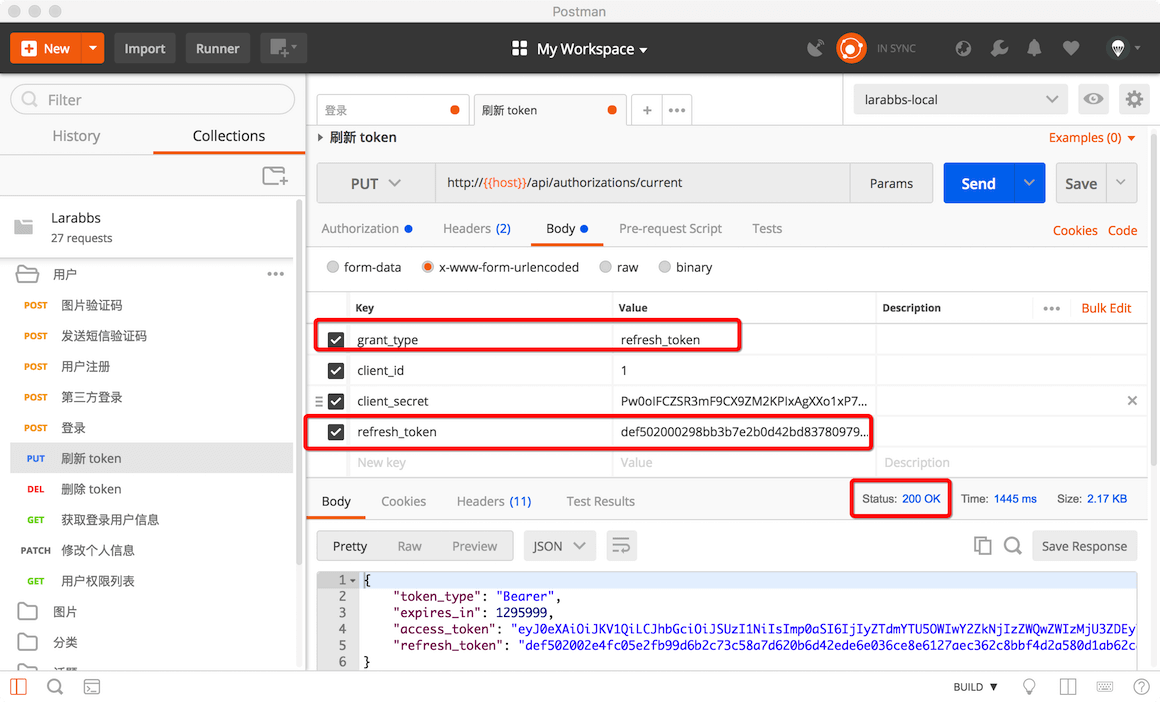 Postman
New
Import
Runner
My Workspace
IN SYNC
Filter
History
Collections
Larabbs
27 requests
用户
POST 图片验证码
POST 发送短信验证码
POST 用户注册
POST 第三方登录
POST 登录
PUT 刷新 token
DEL 删除 token
GET 获取登录用户信息
PATCH 修改个人信息
GET 用户权限列表
图片
分类
登录
刷新 token
larabbs-local
刷新 token
Examples (0)
PUT
http://{{host}}/api/authorizations/current
Params
Send
Save
Authorization
Headers (2)
Body
Pre-request Script
Tests
Cookies
Code
form-data
x-www-form-urlencoded
raw
binary
Key Value Description
Bulk Edit
grant_type refresh_token
client_id 1
client_secret Pw0oIFCZSR3mF9CX9ZM2KPIxAgXXo1xP7...
refresh_token def502000298bb3b7e2b0d42bd83780979...
New key Value Description
Body
Cookies
Headers (11)
Test Results
Status: 200 OK
Time: 1445 ms
Size: 2.17 KB
Pretty
Raw
Preview
JSON
Save Response
1 {
2 "token_type": "Bearer",
3 "expires_in": 1295999,
4 "access_token": "eyJ0eXAiOiJKV1QiLCJhbGciOiJSUzI1NiIsImp0aSI6IjIyZTdmYTU5OWIwY2ZkNjIzZWQwZWIzMjU3ZDEy
5 "refresh_token": "def502002e4fc05e2fb99d6b2c73c58a7d620b6d42ede6e036ce8e6127aec362c8bbf4d2a580d1ab62c
6 }
BUILD